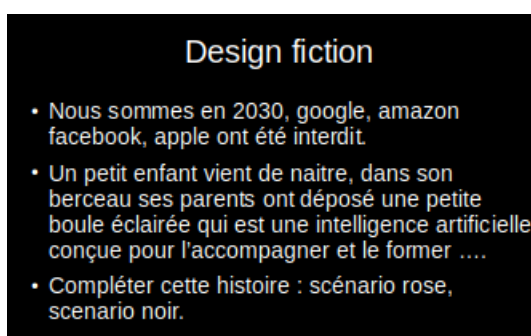 Design fiction
• Nous sommes en 2030, google, amazon
facebook, apple ont été interdit.
• Un petit enfant vient de naitre, dans son
berceau ses parents ont déposé une petite
boule éclairée qui est une intelligence artificielle
conçue pour l'accompagner et le former ....
• Compléter cette histoire : scénario rose,
scenario noir.